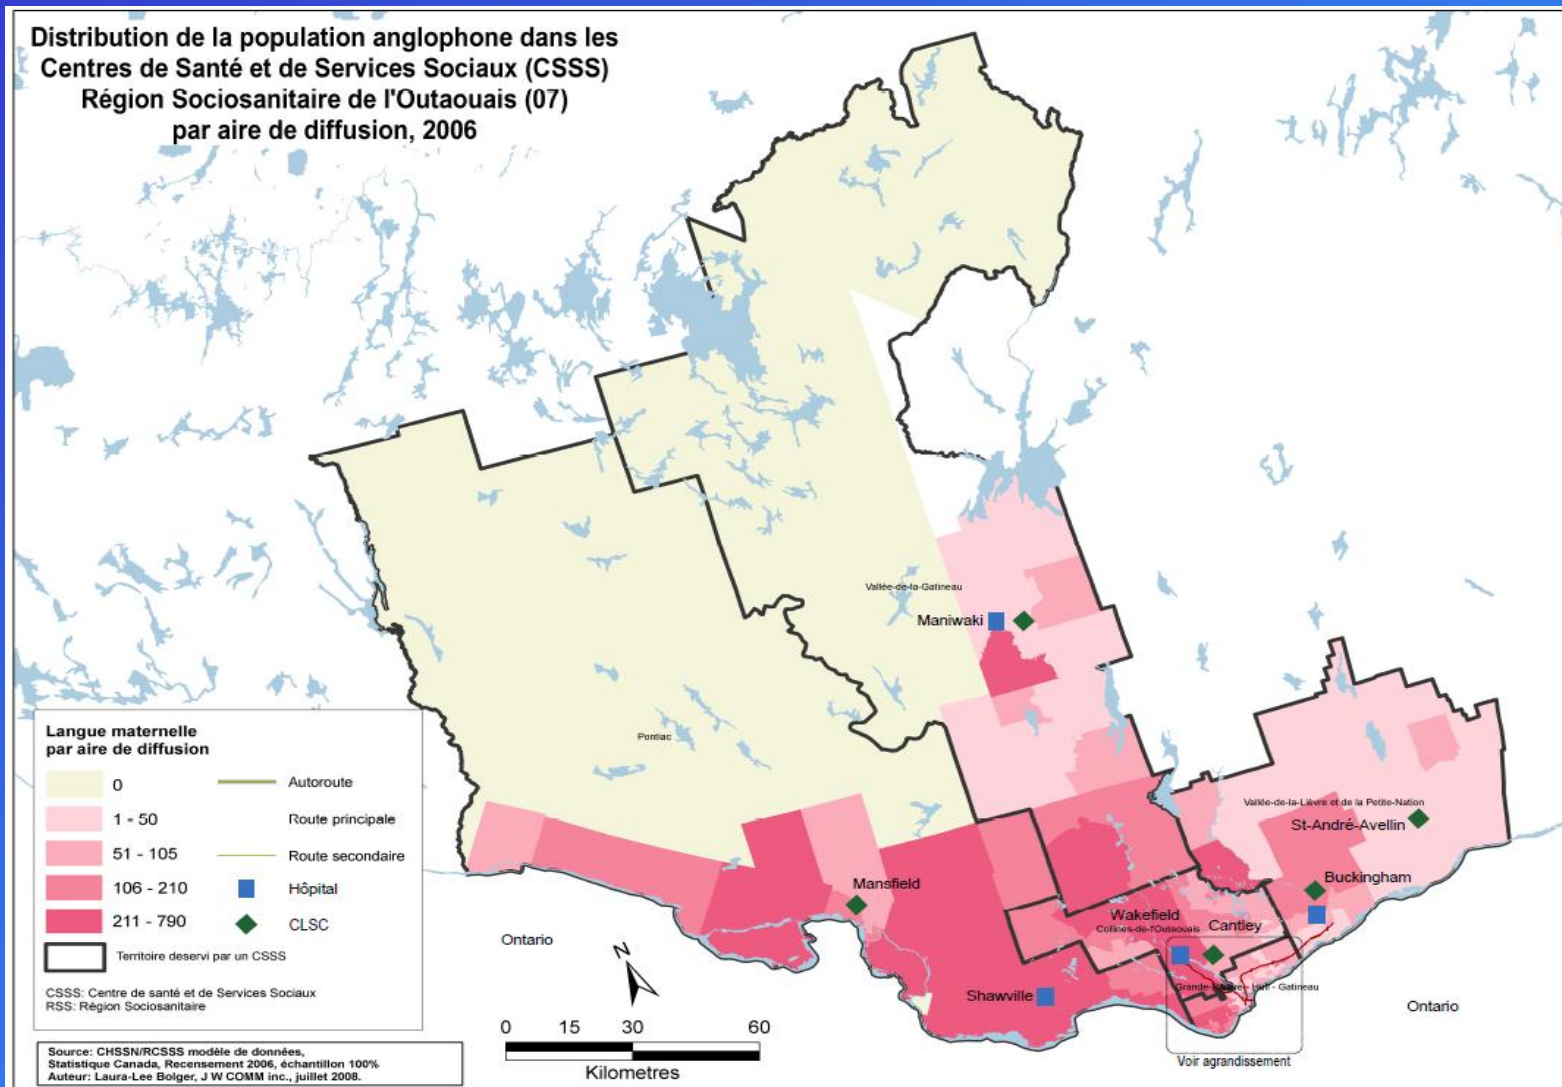 Distribution de la population anglophone dans les
Centres de Santé et de Services Sociaux (CSSS)
Région Sociosanitaire de l'Outaouais (07)
par aire de diffusion, 2006
Vallée-de-la-Gatineau
Maniwaki
Pontiac
Vallée-de-la-Lièvre et de la Petite-Nation
St-André-Avellin
Buckingham
Mansfield
Wakefield
Collines-de-l'Outaouais
Cantley
Shawville
Hull - Gatineau
Ontario
Ontario
Voir agrandissement
Langue maternelle
par aire de diffusion
0
1 - 50
51 - 105
106 - 210
211 - 790
Autoroute
Route principale
Route secondaire
Hôpital
CLSC
Territoire deservi par un CSSS
CSSS: Centre de santé et de Services Sociaux
RSS: Région Sociosanitaire
N
0 15 30 60
Kilometres
Source: CHSSN/RCSSS modèle de données,
Statistique Canada, Recensement 2006, échantillon 100%
Auteur: Laura-Lee Bolger, J W COMM inc., juillet 2008.